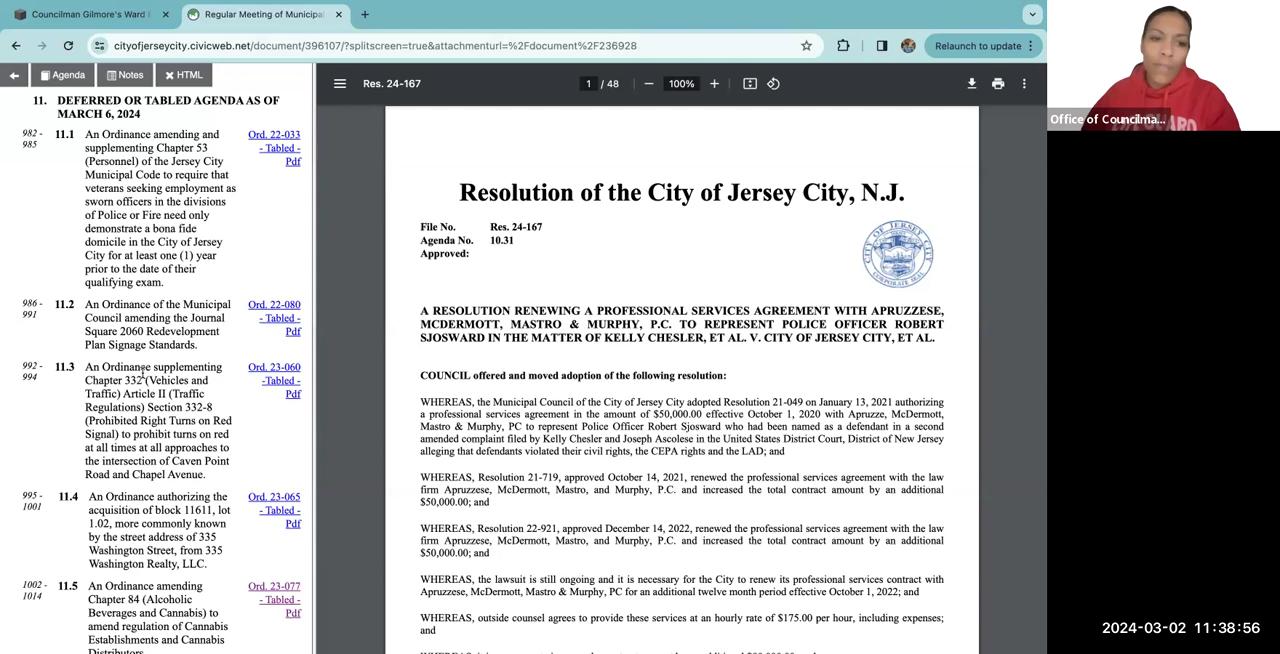 Councilman Gilmore's Ward
Regular Meeting of Municipal
cityofjerseycity.civicweb.net/document/396107/?splitscreen=true&attachmenturl=%2Fdocument%2F236928
Relaunch to update
Agenda
Notes
HTML
Res. 24-167
1 / 48
100%
11. DEFERRED OR TABLED AGENDA AS OF
MARCH 6, 2024
982 -
985
11.1 An Ordinance amending and
supplementing Chapter 53
(Personnel) of the Jersey City
Municipal Code to require that
veterans seeking employment as
sworn officers in the divisions
of Police or Fire need only
demonstrate a bona fide
domicile in the City of Jersey
City for at least one (1) year
prior to the date of their
qualifying exam.
Ord. 22-033
- Tabled -
Pdf
986 -
991
11.2 An Ordinance of the Municipal
Council amending the Journal
Square 2060 Redevelopment
Plan Signage Standards.
Ord. 22-080
- Tabled -
Pdf
992 -
994
11.3 An Ordinance supplementing
Chapter 332 (Vehicles and
Traffic) Article II (Traffic
Regulations) Section 332-8
(Prohibited Right Turns on Red
Signal) to prohibit turns on red
at all times at all approaches to
the intersection of Caven Point
Road and Chapel Avenue.
Ord. 23-060
-Tabled -
Pdf
995 -
1001
11.4 An Ordinance authorizing the
acquisition of block 11611, lot
1.02, more commonly known
by the street address of 335
Washington Street, from 335
Washington Realty, LLC.
Ord. 23-065
- Tabled -
Pdf
1002 -
1014
11.5 An Ordinance amending
Chapter 84 (Alcoholic
Beverages and Cannabis) to
amend regulation of Cannabis
Establishments and Cannabis
Distributors.
Ord. 23-077
- Tabled -
Pdf
Resolution of the City of Jersey City, N.J.
File No. Res. 24-167
Agenda No. 10.31
Approved:
CITY OF JERSEY CITY
CORPORATE SEAL
A RESOLUTION RENEWING A PROFESSIONAL SERVICES AGREEMENT WITH APRUZZESE,
MCDERMOTT, MASTRO & MURPHY, P.C. TO REPRESENT POLICE OFFICER ROBERT
SJOSWARD IN THE MATTER OF KELLY CHESLER, ET AL. V. CITY OF JERSEY CITY, ET AL.
COUNCIL offered and moved adoption of the following resolution:
WHEREAS, the Municipal Council of the City of Jersey City adopted Resolution 21-049 on January 13, 2021 authorizing
a professional services agreement in the amount of $50,000.00 effective October 1, 2020 with Apruzze, McDermott,
Mastro & Murphy, PC to represent Police Officer Robert Sjosward who had been named as a defendant in a second
amended complaint filed by Kelly Chesler and Joseph Ascolese in the United States District Court, District of New Jersey
alleging that defendants violated their civil rights, the CEPA rights and the LAD; and
WHEREAS, Resolution 21-719, approved October 14, 2021, renewed the professional services agreement with the law
firm Apruzzese, McDermott, Mastro, and Murphy, P.C. and increased the total contract amount by an additional
$50,000.00; and
WHEREAS, Resolution 22-921, approved December 14, 2022, renewed the professional services agreement with the law
firm Apruzzese, McDermott, Mastro, and Murphy, P.C. and increased the total contract amount by an additional
$50,000.00; and
WHEREAS, the lawsuit is still ongoing and it is necessary for the City to renew its professional services contract with
Apruzzese, McDermott, Mastro & Murphy, PC for an additional twelve month period effective October 1, 2022; and
WHEREAS, outside counsel agrees to provide these services at an hourly rate of $175.00 per hour, including expenses;
and
Office of Councilma...
2024-03-02 11:38:56